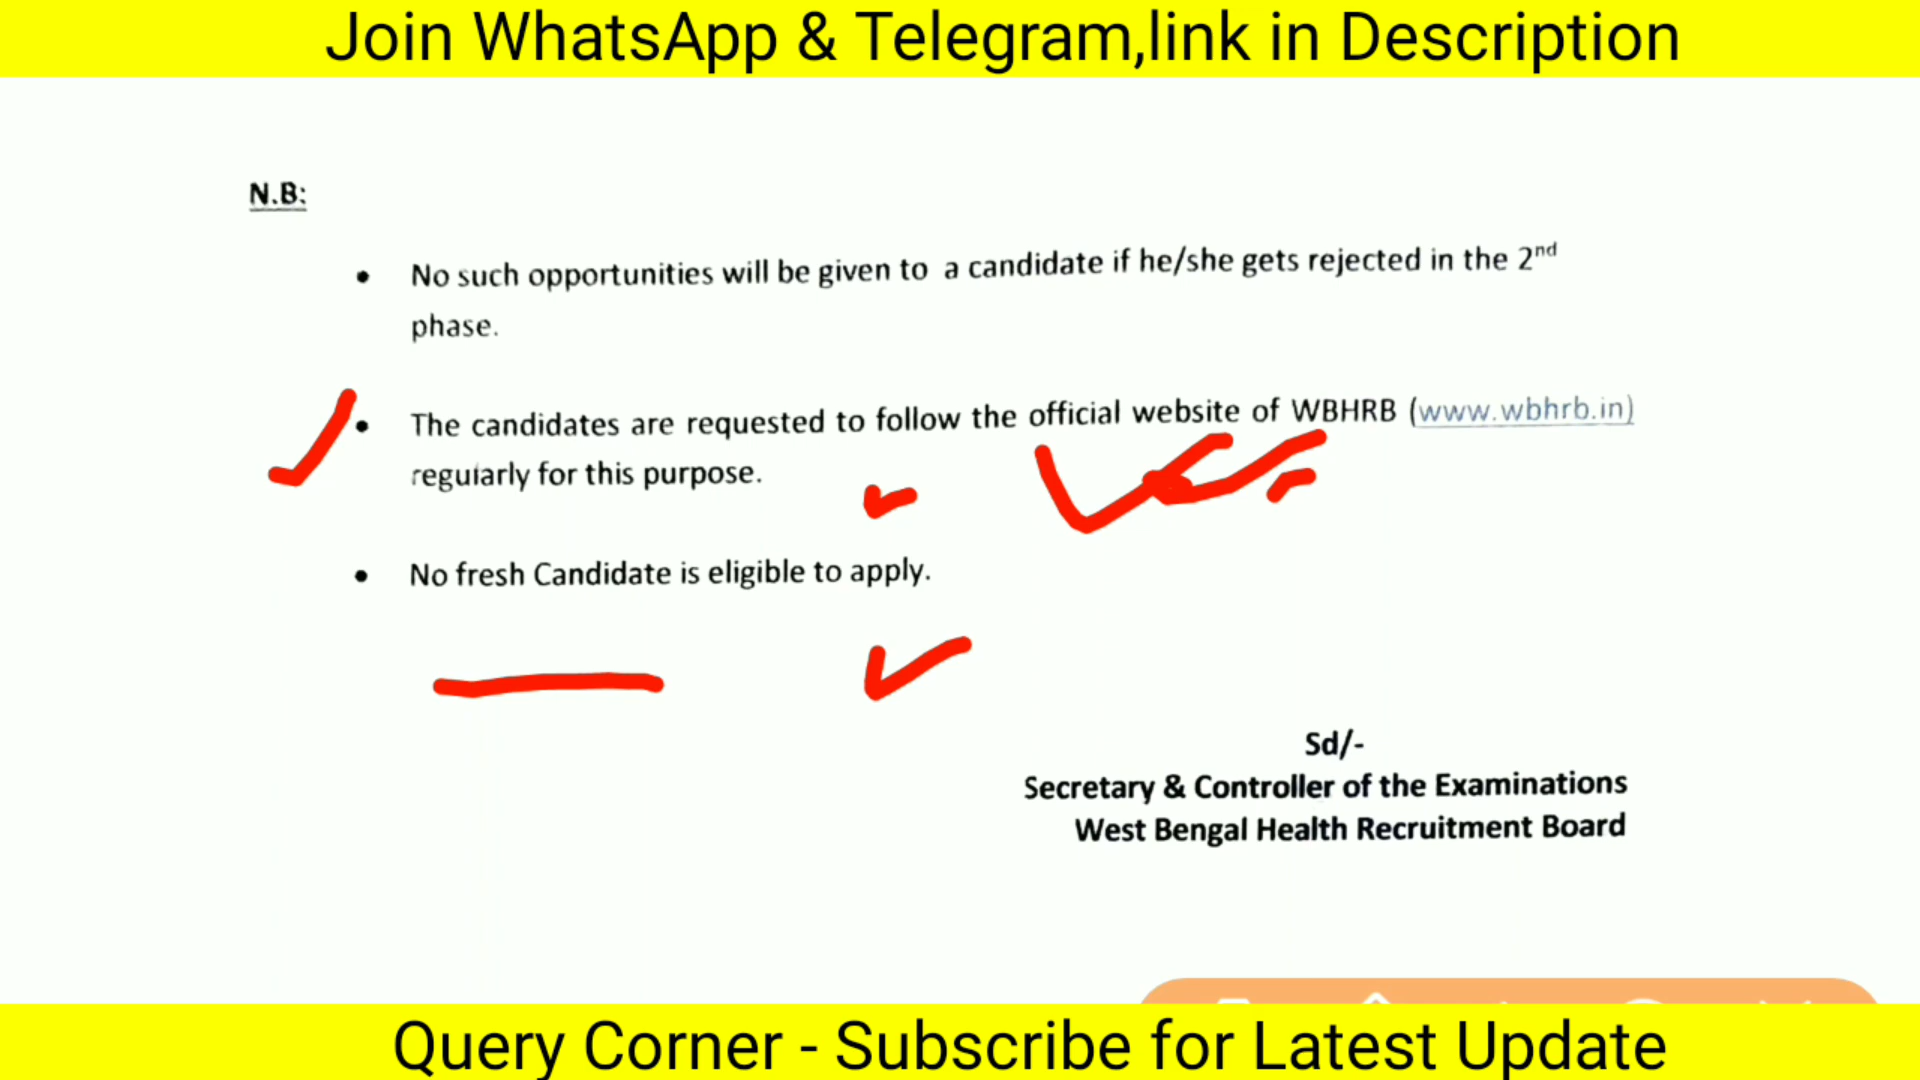 Join WhatsApp & Telegram,link in Description
N.B:
• No such opportunities will be given to a candidate if he/she gets rejected in the 2nd
phase.
• The candidates are requested to follow the official website of WBHRB (www.wbhrb.in)
regularly for this purpose.
• No fresh Candidate is eligible to apply.
Sd/-
Secretary & Controller of the Examinations
West Bengal Health Recruitment Board
Query Corner - Subscribe for Latest Update